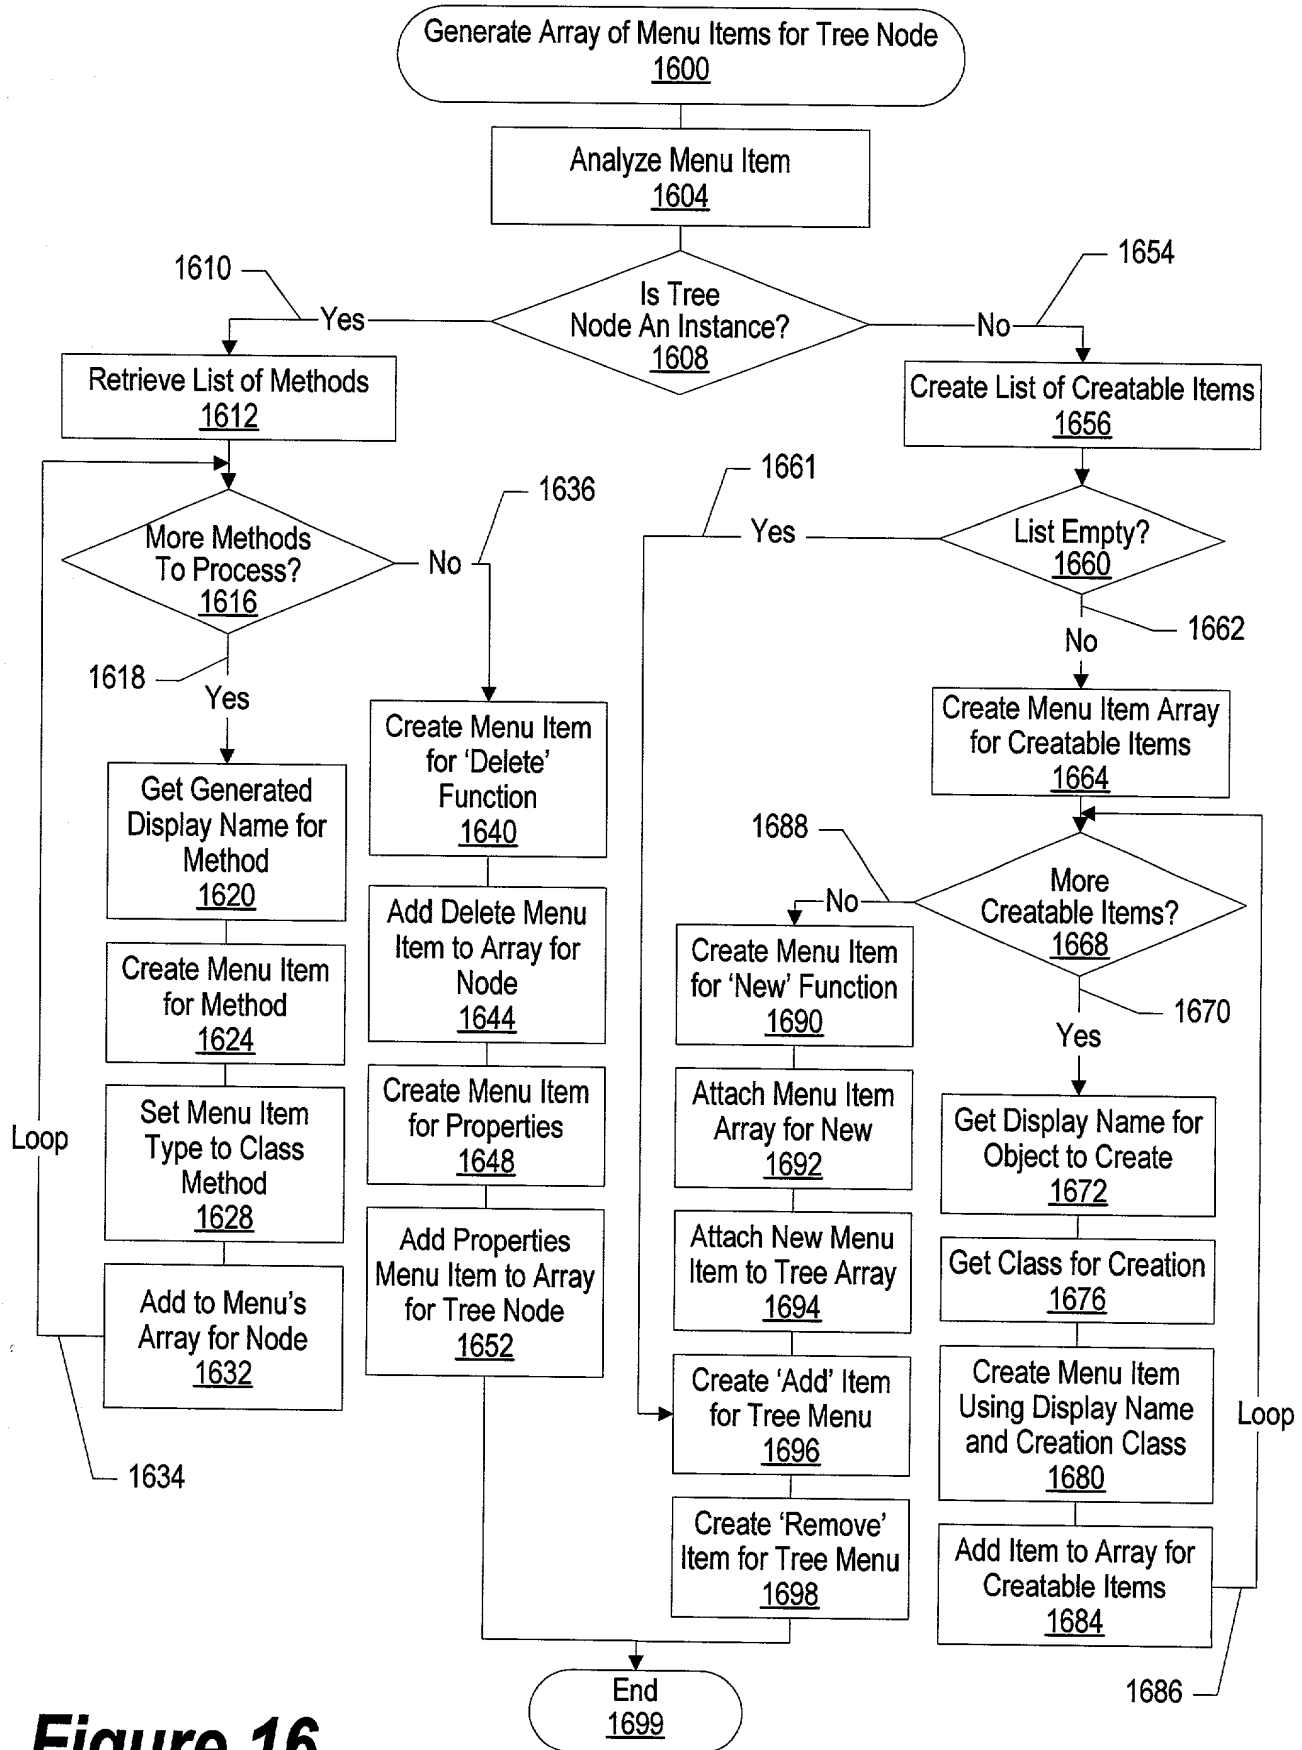 Generate Array of Menu Items for Tree Node
1600
Analyze Menu Item
1604
1610
1654
Is Tree
Node An Instance?
1608
Yes
No
Retrieve List of Methods
1612
Create List of Creatable Items
1656
1636
1661
More Methods
To Process?
1616
No
Yes
List Empty?
1660
1662
No
1618
Yes
Create Menu Item
for ‘Delete’
Function
1640
Create Menu Item Array
for Creatable Items
1664
Get Generated
Display Name for
Method
1620
1688
More
Creatable Items?
1668
No
Add Delete Menu
Item to Array for
Node
1644
Create Menu Item
for ‘New’ Function
1690
1670
Yes
Create Menu Item
for Method
1624
Create Menu Item
for Properties
1648
Attach Menu Item
Array for New
1692
Get Display Name for
Object to Create
1672
Loop
Set Menu Item
Type to Class
Method
1628
Add Properties
Menu Item to Array
for Tree Node
1652
Attach New Menu
Item to Tree Array
1694
Get Class for Creation
1676
Add to Menu’s
Array for Node
1632
Create ‘Add’ Item
for Tree Menu
1696
Create Menu Item
Using Display Name
and Creation Class
1680
Loop
1634
Create ‘Remove’
Item for Tree Menu
1698
Add Item to Array for
Creatable Items
1684
1686
End
1699
Figure 16